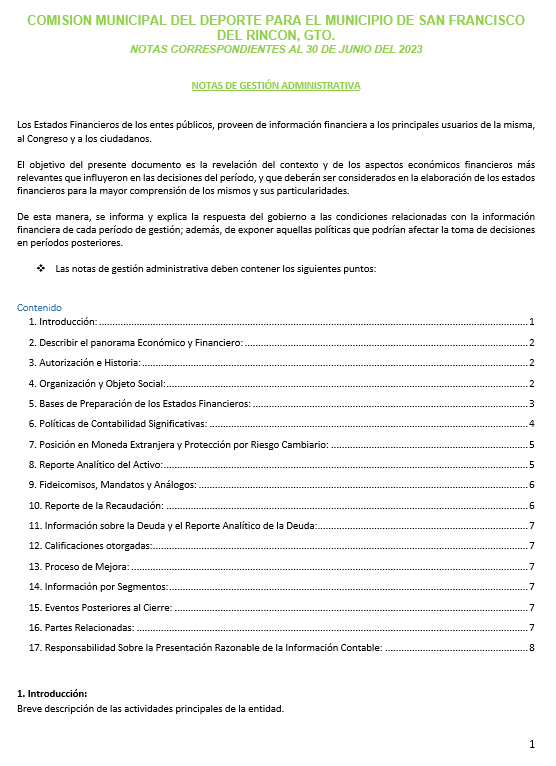 COMISION MUNICIPAL DEL DEPORTE PARA EL MUNICIPIO DE SAN FRANCISCO
DEL RINCON, GTO.
NOTAS CORRESPONDIENTES AL 30 DE JUNIO DEL 2023
NOTAS DE GESTIÓN ADMINISTRATIVA
Los Estados Financieros de los entes públicos, proveen de información financiera a los principales usuarios de la misma,
al Congreso y a los ciudadanos.
El objetivo del presente documento es la revelación del contexto y de los aspectos económicos financieros más
relevantes que influyeron en las decisiones del período, y que deberán ser considerados en la elaboración de los estados
financieros para la mayor comprensión de los mismos y sus particularidades.
De esta manera, se informa y explica la respuesta del gobierno a las condiciones relacionadas con la información
financiera de cada período de gestión; además, de exponer aquellas políticas que podrían afectar la toma de decisiones
en períodos posteriores.
❖ Las notas de gestión administrativa deben contener los siguientes puntos:
Contenido
1. Introducción: ........ 1
2. Describir el panorama Económico y Financiero: ........ 2
3. Autorización e Historia: ........ 2
4. Organización y Objeto Social: ........ 2
5. Bases de Preparación de los Estados Financieros: ........ 3
6. Políticas de Contabilidad Significativas: ........ 4
7. Posición en Moneda Extranjera y Protección por Riesgo Cambiario: ........ 5
8. Reporte Analítico del Activo: ........ 5
9. Fideicomisos, Mandatos y Análogos: ........ 6
10. Reporte de la Recaudación: ........ 6
11. Información sobre la Deuda y el Reporte Analítico de la Deuda: ........ 7
12. Calificaciones otorgadas: ........ 7
13. Proceso de Mejora: ........ 7
14. Información por Segmentos: ........ 7
15. Eventos Posteriores al Cierre: ........ 7
16. Partes Relacionadas: ........ 7
17. Responsabilidad Sobre la Presentación Razonable de la Información Contable: ........ 8
1. Introducción:
Breve descripción de las actividades principales de la entidad.
1